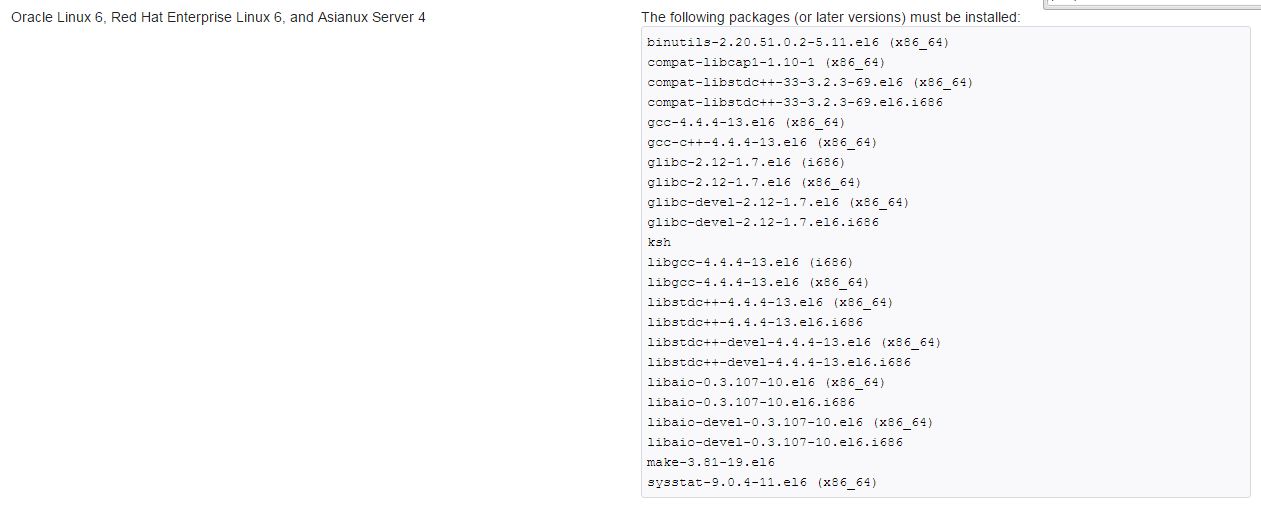 Oracle Linux 6, Red Hat Enterprise Linux 6, and Asianux Server 4
The following packages (or later versions) must be installed:
binutils-2.20.51.0.2-5.11.el6 (x86_64)
compat-libcap1-1.10-1 (x86_64)
compat-libstdc++-33-3.2.3-69.el6 (x86_64)
compat-libstdc++-33-3.2.3-69.el6.i686
gcc-4.4.4-13.el6 (x86_64)
gcc-c++-4.4.4-13.el6 (x86_64)
glibc-2.12-1.7.el6 (i686)
glibc-2.12-1.7.el6 (x86_64)
glibc-devel-2.12-1.7.el6 (x86_64)
glibc-devel-2.12-1.7.el6.i686
ksh
libgcc-4.4.4-13.el6 (i686)
libgcc-4.4.4-13.el6 (x86_64)
libstdc++-4.4.4-13.el6 (x86_64)
libstdc++-4.4.4-13.el6.i686
libstdc++-devel-4.4.4-13.el6 (x86_64)
libstdc++-devel-4.4.4-13.el6.i686
libaio-0.3.107-10.el6 (x86_64)
libaio-0.3.107-10.el6.i686
libaio-devel-0.3.107-10.el6 (x86_64)
libaio-devel-0.3.107-10.el6.i686
make-3.81-19.el6
sysstat-9.0.4-11.el6 (x86_64)